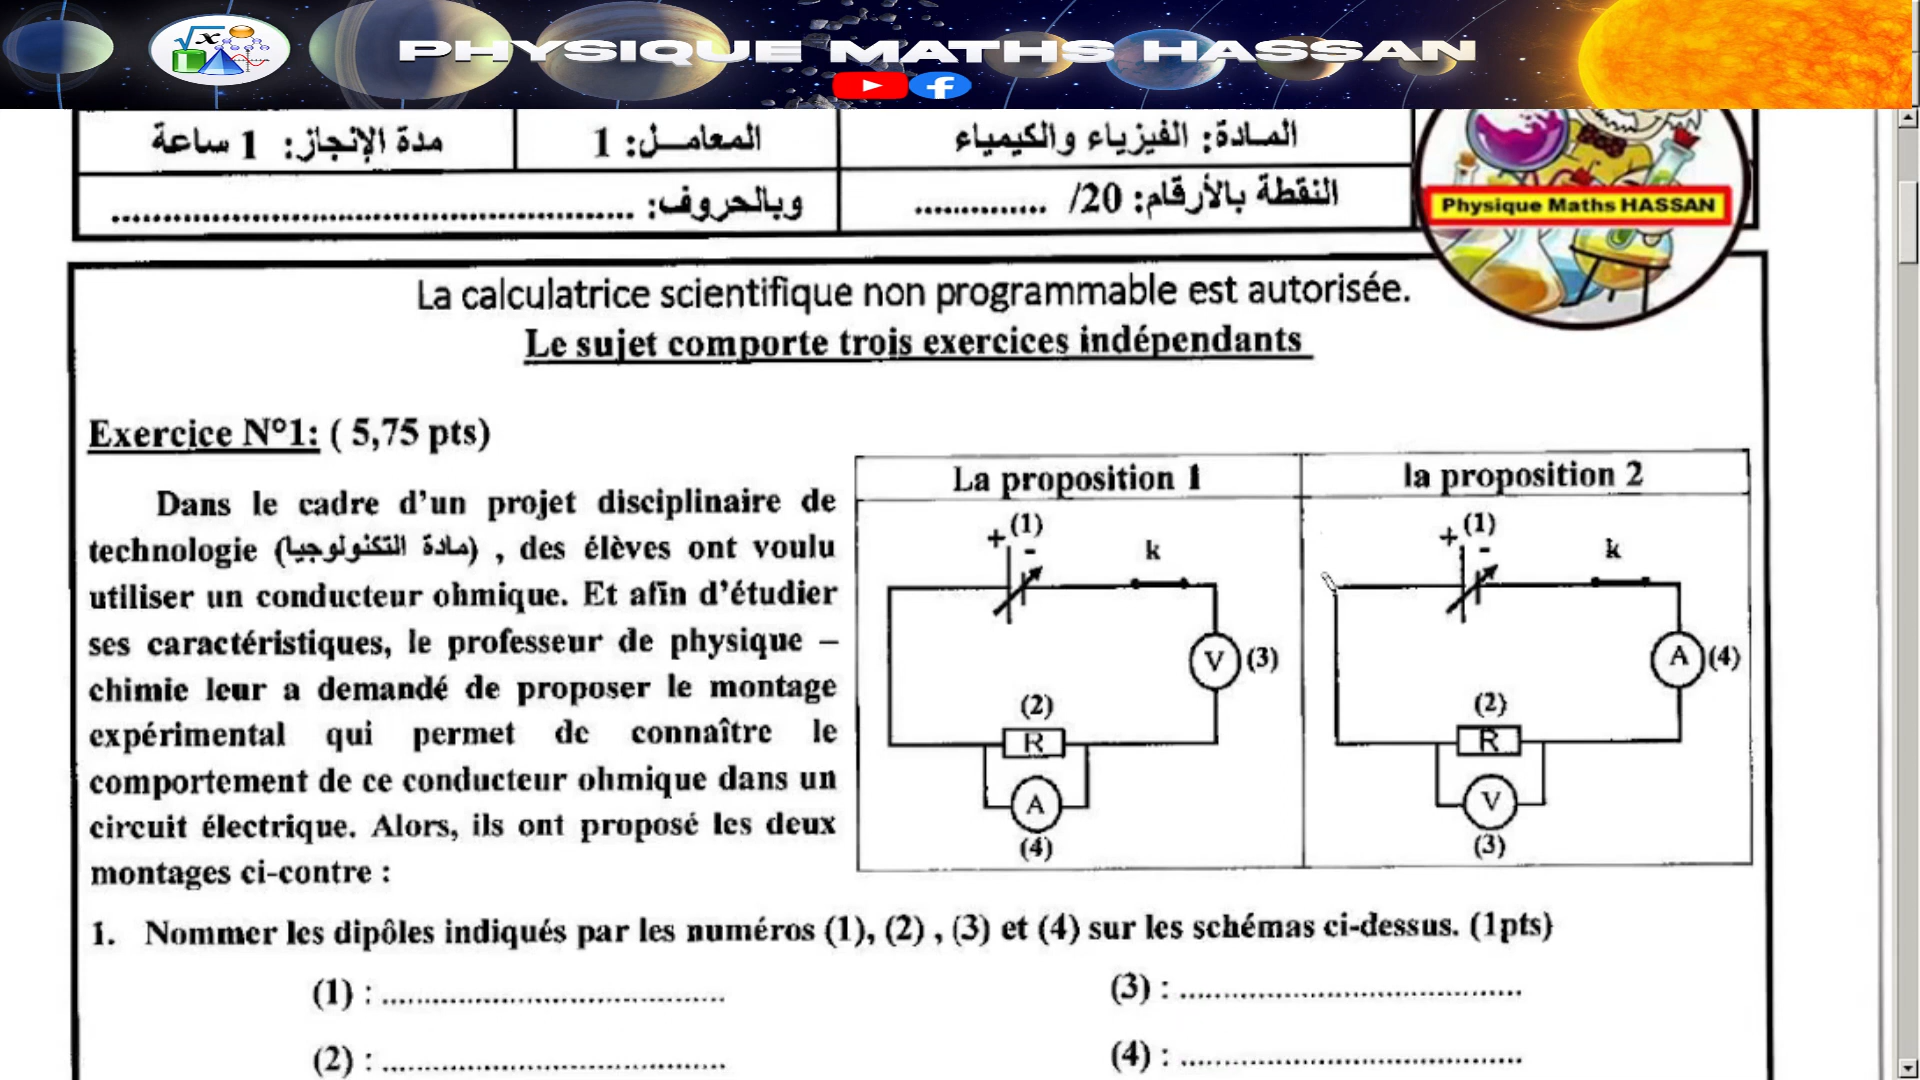 PHYSIQUE MATHS HASSAN
المادة: الفيزياء والكيمياء
المعامـل: 1
مدة الإنجاز: 1 ساعة
النقطة بالأرقام: 20/ ..............
وبالحروف: ..................................................
Physique Maths HASSAN
La calculatrice scientifique non programmable est autorisée.
Le sujet comporte trois exercices indépendants
Exercice N°1: ( 5,75 pts)
Dans le cadre d’un projet disciplinaire de
technologie (مادة التكنولوجيا) , des élèves ont voulu
utiliser un conducteur ohmique. Et afin d’étudier
ses caractéristiques, le professeur de physique –
chimie leur a demandé de proposer le montage
expérimental qui permet de connaître le
comportement de ce conducteur ohmique dans un
circuit électrique. Alors, ils ont proposé les deux
montages ci-contre :
La proposition 1
+ (1) -
k
V (3)
(2)
R
A
(4)
la proposition 2
+ (1) -
k
A (4)
(2)
R
V
(3)
1. Nommer les dipôles indiqués par les numéros (1), (2) , (3) et (4) sur les schémas ci-dessus. (1pts)
(1) : ......................................
(3) : ......................................
(2) : ......................................
(4) : ......................................